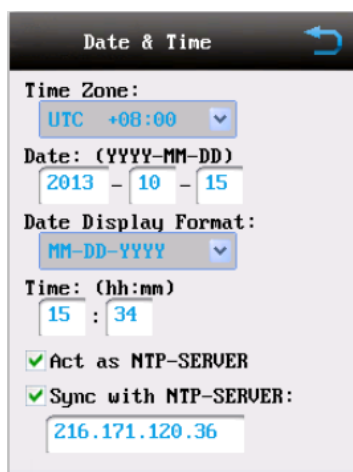 Date & Time
Time Zone:
UTC +08:00
Date: (YYYY-MM-DD)
2013 - 10 - 15
Date Display Format:
MM-DD-YYYY
Time: (hh:mm)
15 : 34
Act as NTP-SERVER
Sync with NTP-SERVER:
216.171.120.36